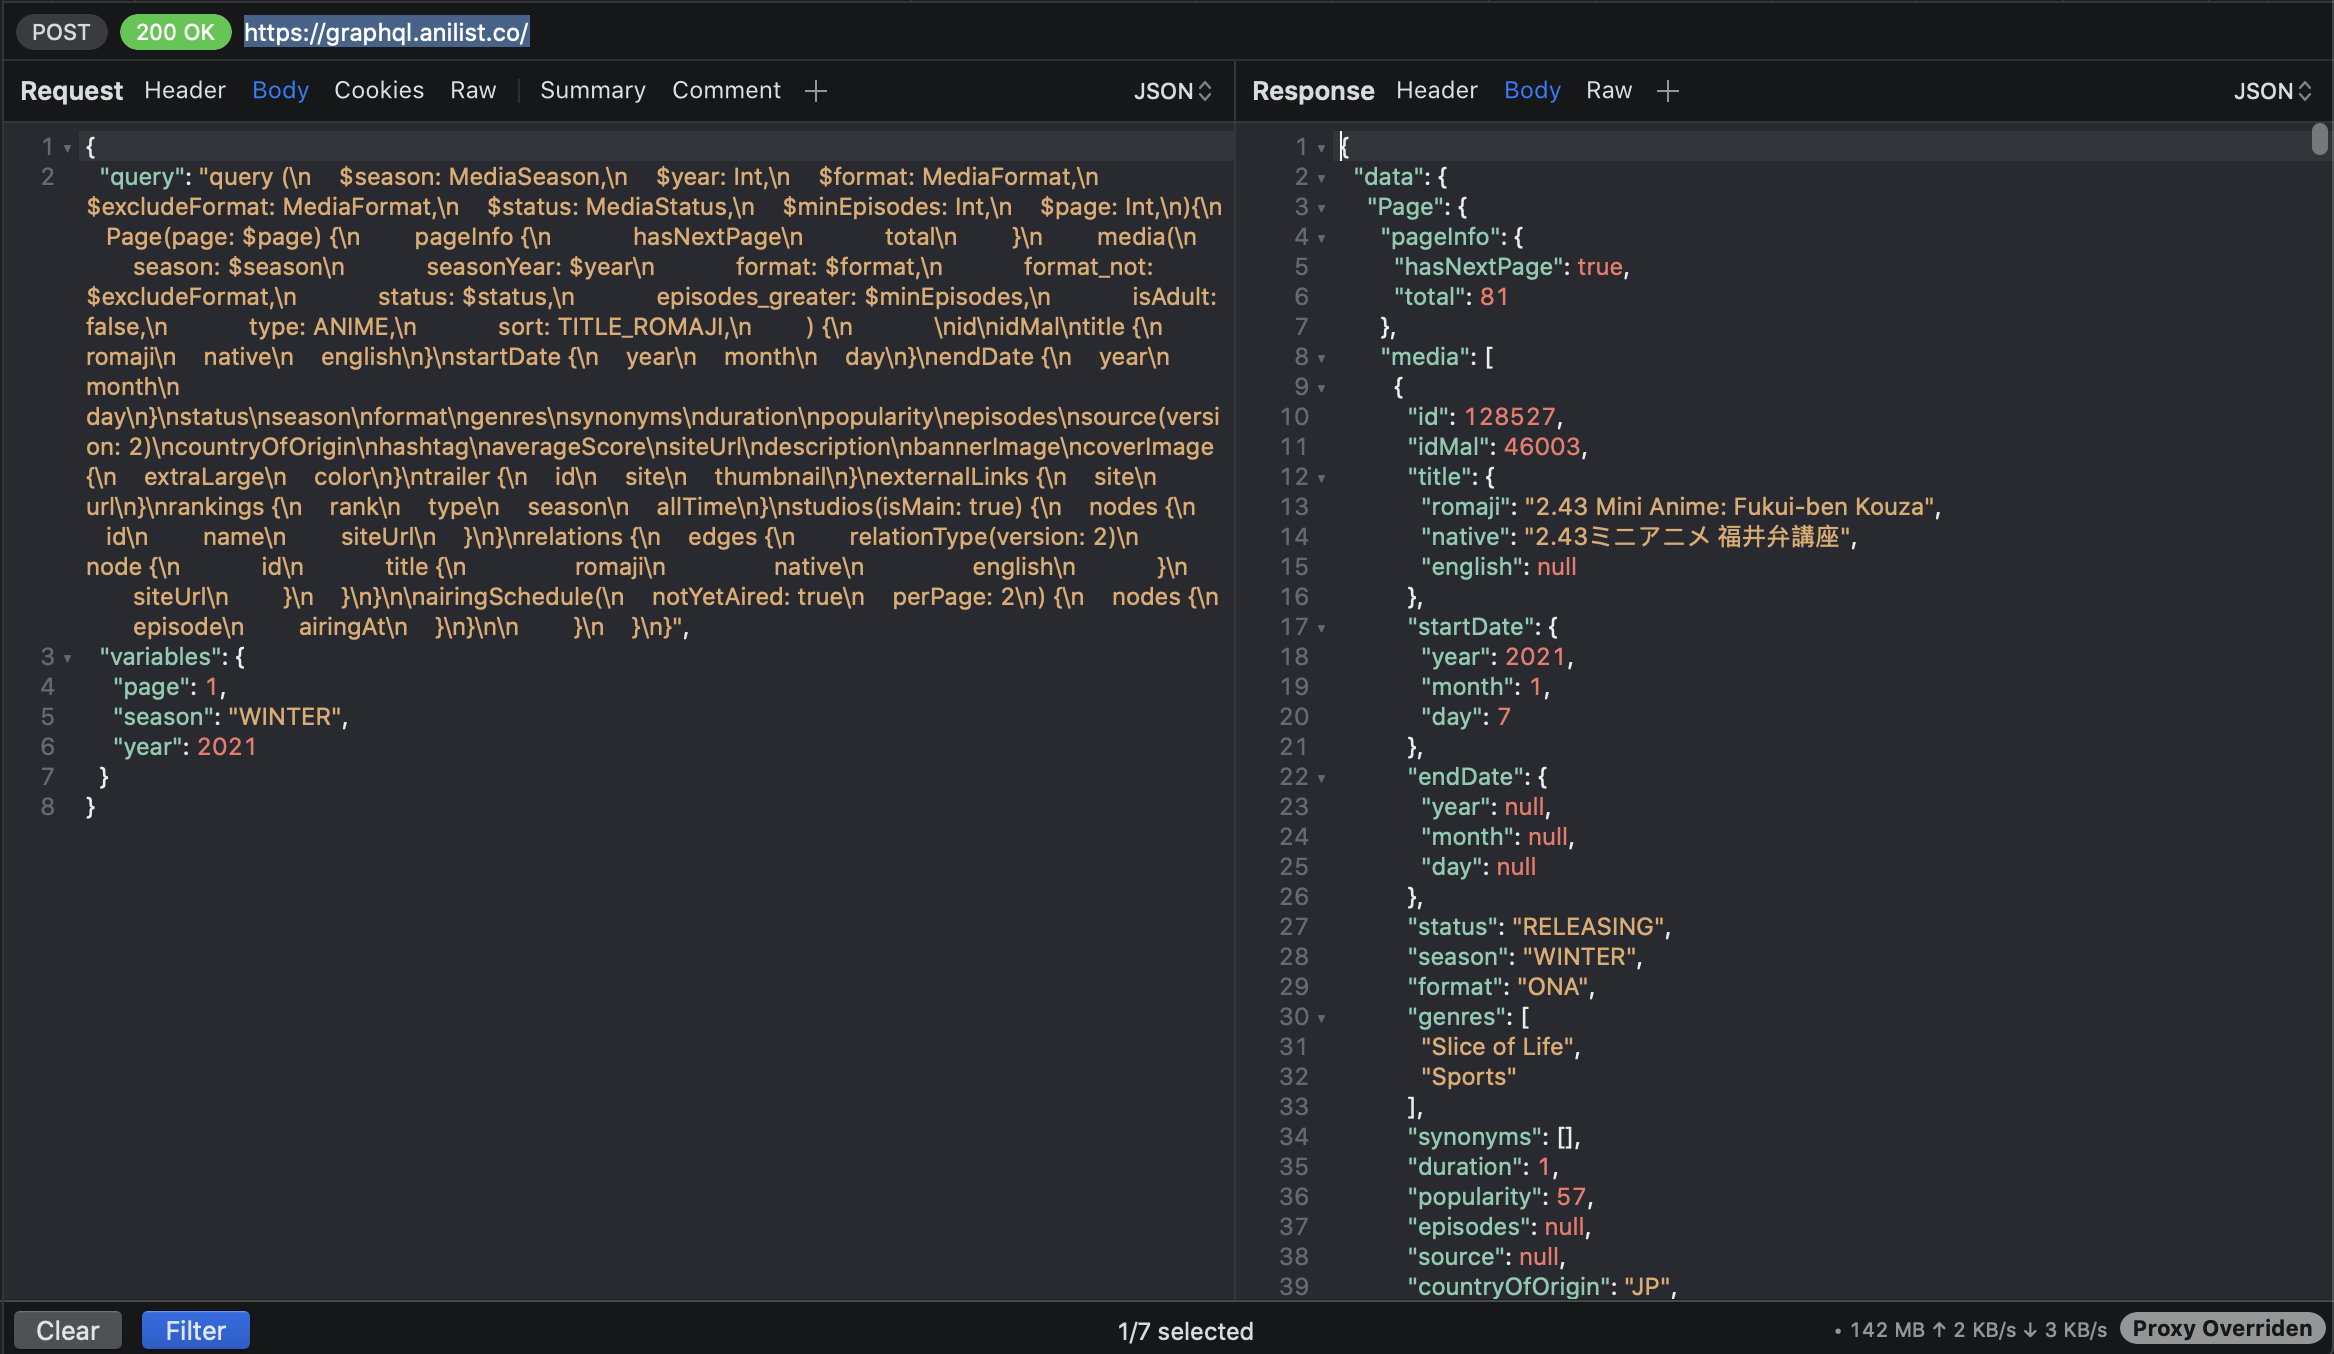 POST 200 OK https://graphql.anilist.co/
Request Header Body Cookies Raw Summary Comment + JSON
1 {
2 "query": "query (\n $season: MediaSeason,\n $year: Int,\n $format: MediaFormat,\n
$excludeFormat: MediaFormat,\n $status: MediaStatus,\n $minEpisodes: Int,\n $page: Int,\n){\n
Page(page: $page) {\n pageInfo {\n hasNextPage\n total\n }\n media(\n
season: $season\n seasonYear: $year\n format: $format,\n format_not:
$excludeFormat,\n status: $status,\n episodes_greater: $minEpisodes,\n isAdult:
false,\n type: ANIME,\n sort: TITLE_ROMAJI,\n ) {\n \nid\nidMal\ntitle {\n
romaji\n native\n english\n}\nstartDate {\n year\n month\n day\n}\nendDate {\n year\n
month\n
day\n}\nstatus\nseason\nformat\ngenres\nsynonyms\nduration\npopularity\nepisodes\nsource(versi
on: 2)\ncountryOfOrigin\nhashtag\naverageScore\nsiteUrl\ndescription\nbannerImage\ncoverImage
{\n extraLarge\n color\n}\ntrailer {\n id\n site\n thumbnail\n}\nexternalLinks {\n site\n
url\n}\nrankings {\n rank\n type\n season\n allTime\n}\nstudios(isMain: true) {\n nodes {\n
id\n name\n siteUrl\n }\n}\nrelations {\n edges {\n relationType(version: 2)\n
node {\n id\n title {\n romaji\n native\n english\n }\n
siteUrl\n }\n }\n}\n\nairingSchedule(\n notYetAired: true\n perPage: 2\n) {\n nodes {\n
episode\n airingAt\n }\n}\n\n }\n }\n}",
3 "variables": {
4 "page": 1,
5 "season": "WINTER",
6 "year": 2021
7 }
8 }
Response Header Body Raw + JSON
1 {
2 "data": {
3 "Page": {
4 "pageInfo": {
5 "hasNextPage": true,
6 "total": 81
7 },
8 "media": [
9 {
10 "id": 128527,
11 "idMal": 46003,
12 "title": {
13 "romaji": "2.43 Mini Anime: Fukui-ben Kouza",
14 "native": "2.43ミニアニメ 福井弁講座",
15 "english": null
16 },
17 "startDate": {
18 "year": 2021,
19 "month": 1,
20 "day": 7
21 },
22 "endDate": {
23 "year": null,
24 "month": null,
25 "day": null
26 },
27 "status": "RELEASING",
28 "season": "WINTER",
29 "format": "ONA",
30 "genres": [
31 "Slice of Life",
32 "Sports"
33 ],
34 "synonyms": [],
35 "duration": 1,
36 "popularity": 57,
37 "episodes": null,
38 "source": null,
39 "countryOfOrigin": "JP",
Clear Filter 1/7 selected • 142 MB ↑ 2 KB/s ↓ 3 KB/s Proxy Overriden